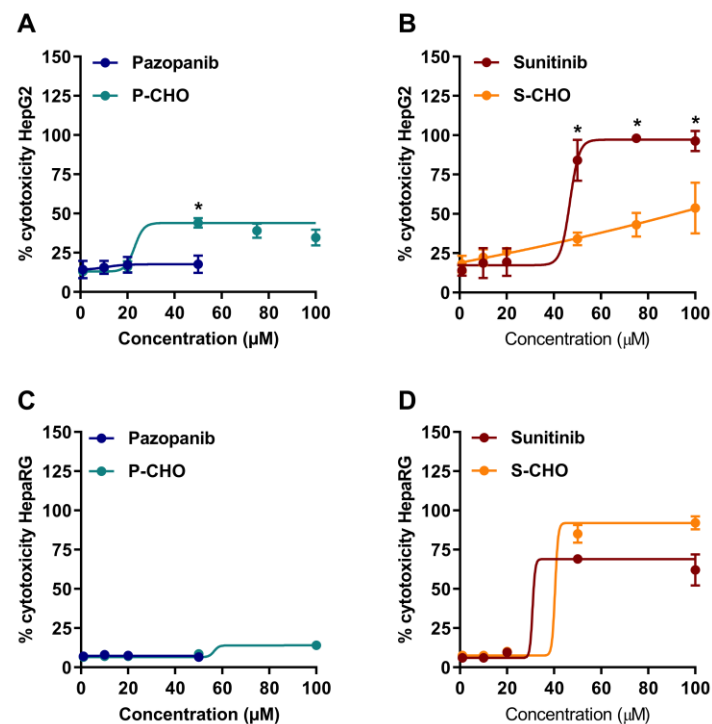 A
Pazopanib
P-CHO
% cytotoxicity HepG2
150
125
100
75
50
25
0
*
0 20 40 60 80 100
Concentration (µM)
B
Sunitinib
S-CHO
% cytotoxicity HepG2
150
125
100
75
50
25
0
* * *
0 20 40 60 80 100
Concentration (µM)
C
Pazopanib
P-CHO
% cytotoxicity HepaRG
150
125
100
75
50
25
0
0 20 40 60 80 100
Concentration (µM)
D
Sunitinib
S-CHO
% cytotoxicity HepaRG
150
125
100
75
50
25
0
0 20 40 60 80 100
Concentration (µM)